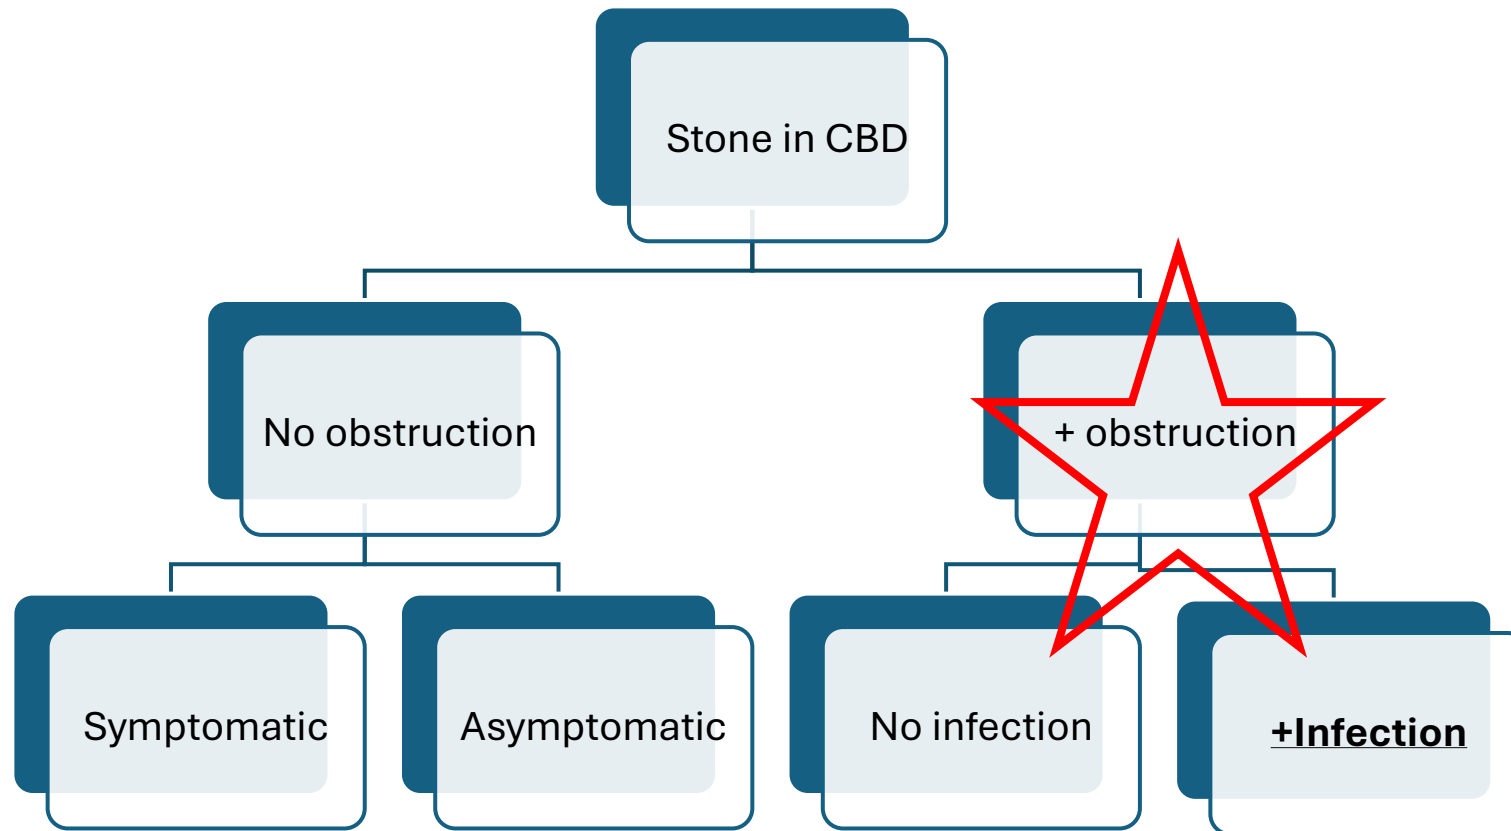 Stone in CBD
No obstruction
+ obstruction
Symptomatic
Asymptomatic
No infection
+Infection